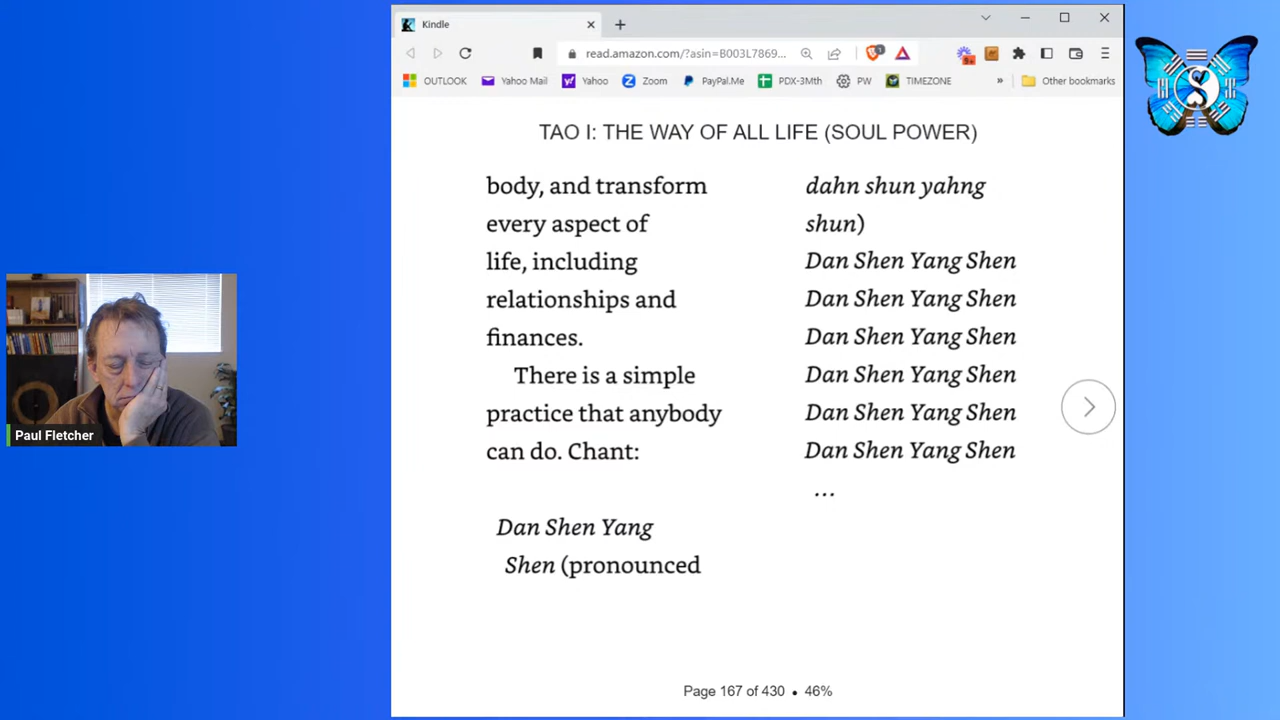 Kindle
read.amazon.com/?asin=B003L7869...
9+
1
OUTLOOK
Yahoo Mail
Yahoo
Zoom
PayPal.Me
PDX-3Mth
PW
TIMEZONE
»
Other bookmarks
TAO I: THE WAY OF ALL LIFE (SOUL POWER)
body, and transform
every aspect of
life, including
relationships and
finances.
There is a simple
practice that anybody
can do. Chant:
Dan Shen Yang
Shen (pronounced
dahn shun yahng
shun)
Dan Shen Yang Shen
Dan Shen Yang Shen
Dan Shen Yang Shen
Dan Shen Yang Shen
Dan Shen Yang Shen
Dan Shen Yang Shen
...
Page 167 of 430 • 46%
Paul Fletcher